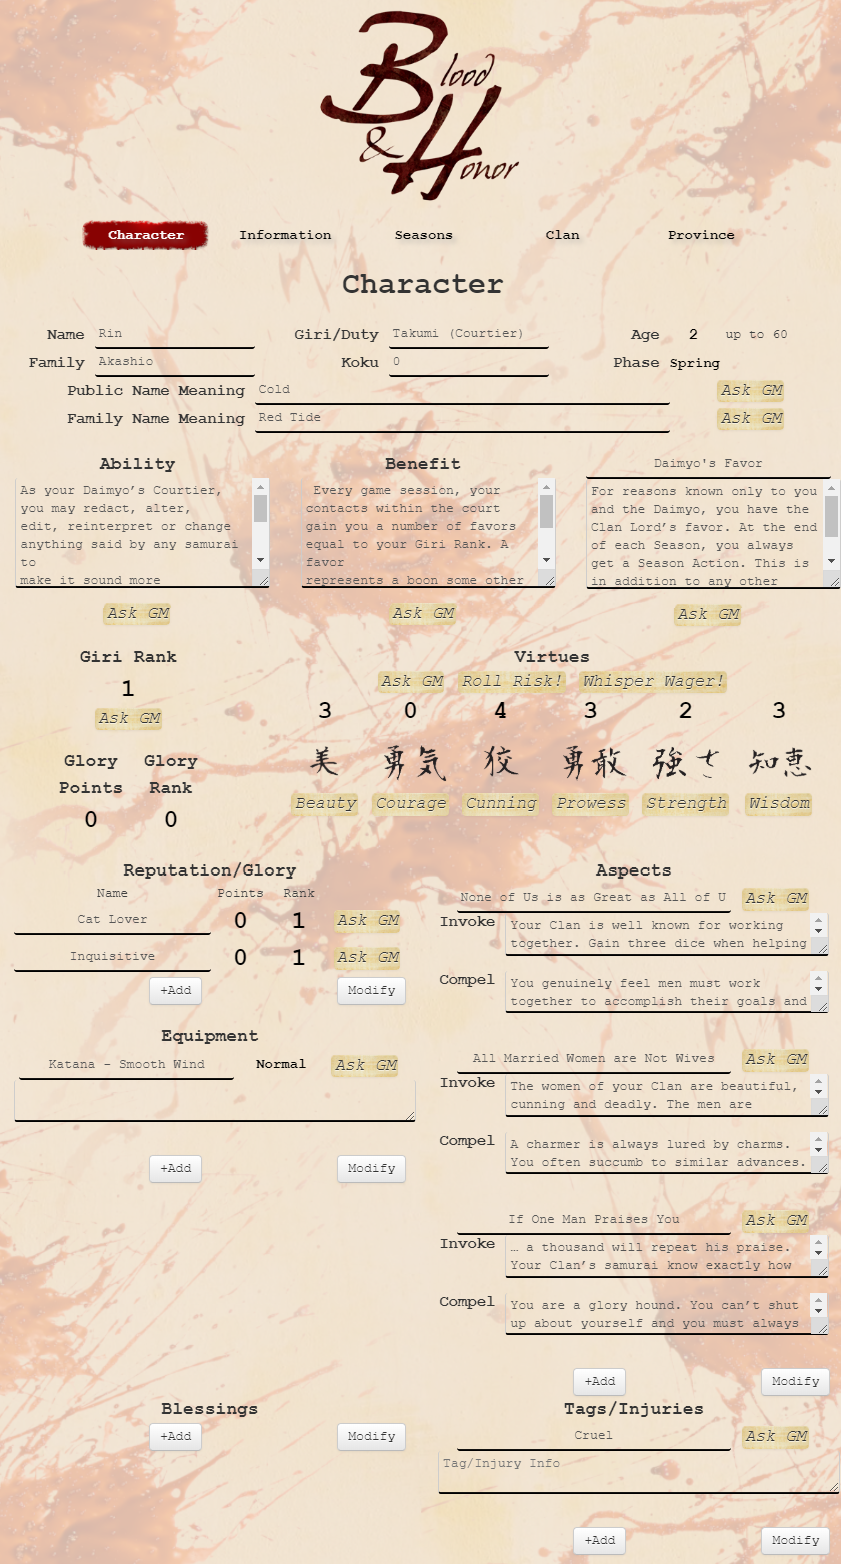 Blood
& Honor
Character Information Seasons Clan Province
Character
Name Rin Giri/Duty Takumi (Courtier) Age 2 up to 60
Family Akashio Koku 0 Phase Spring
Public Name Meaning Cold Ask GM
Family Name Meaning Red Tide Ask GM
Ability
As your Daimyo’s Courtier,
you may redact, alter,
edit, reinterpret or change
anything said by any samurai
to
make it sound more
Ask GM
Benefit
Every game session, your
contacts within the court
gain you a number of favors
equal to your Giri Rank. A
favor
represents a boon some other
Ask GM
Daimyo's Favor
For reasons known only to you
and the Daimyo, you have the
Clan Lord’s favor. At the end
of each Season, you always
get a Season Action. This is
in addition to any other
Ask GM
Giri Rank
1
Ask GM
Glory Points Glory Rank
0 0
Virtues
Ask GM Roll Risk! Whisper Wager!
3 0 4 3 2 3
美 勇気 狡 勇敢 強さ 知恵
Beauty Courage Cunning Prowess Strength Wisdom
Reputation/Glory
Name Points Rank
Cat Lover 0 1 Ask GM
Inquisitive 0 1 Ask GM
+Add Modify
Equipment
Katana - Smooth Wind Normal Ask GM
+Add Modify
Aspects
None of Us is as Great as All of U Ask GM
Invoke Your Clan is well known for working
together. Gain three dice when helping
Compel You genuinely feel men must work
together to accomplish their goals and
All Married Women are Not Wives Ask GM
Invoke The women of your Clan are beautiful,
cunning and deadly. The men are
Compel A charmer is always lured by charms.
You often succumb to similar advances.
If One Man Praises You Ask GM
Invoke … a thousand will repeat his praise.
Your Clan’s samurai know exactly how
Compel You are a glory hound. You can’t shut
up about yourself and you must always
+Add Modify
Blessings
+Add Modify
Tags/Injuries
Cruel Ask GM
Tag/Injury Info
+Add Modify